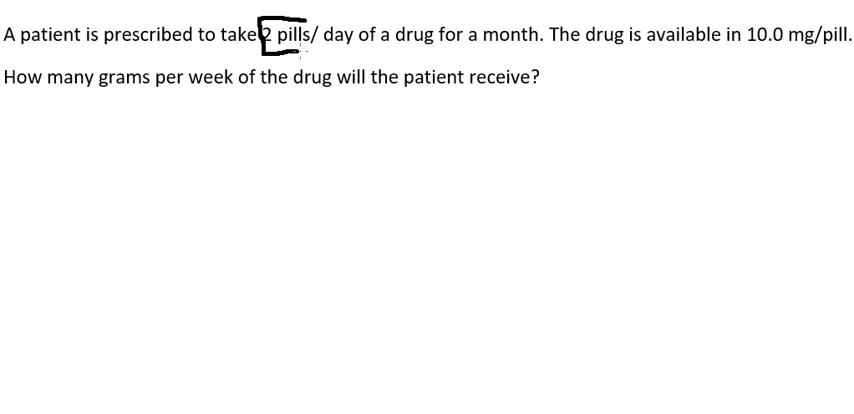 A patient is prescribed to take 2 pills/ day of a drug for a month. The drug is available in 10.0 mg/pill.
How many grams per week of the drug will the patient receive?